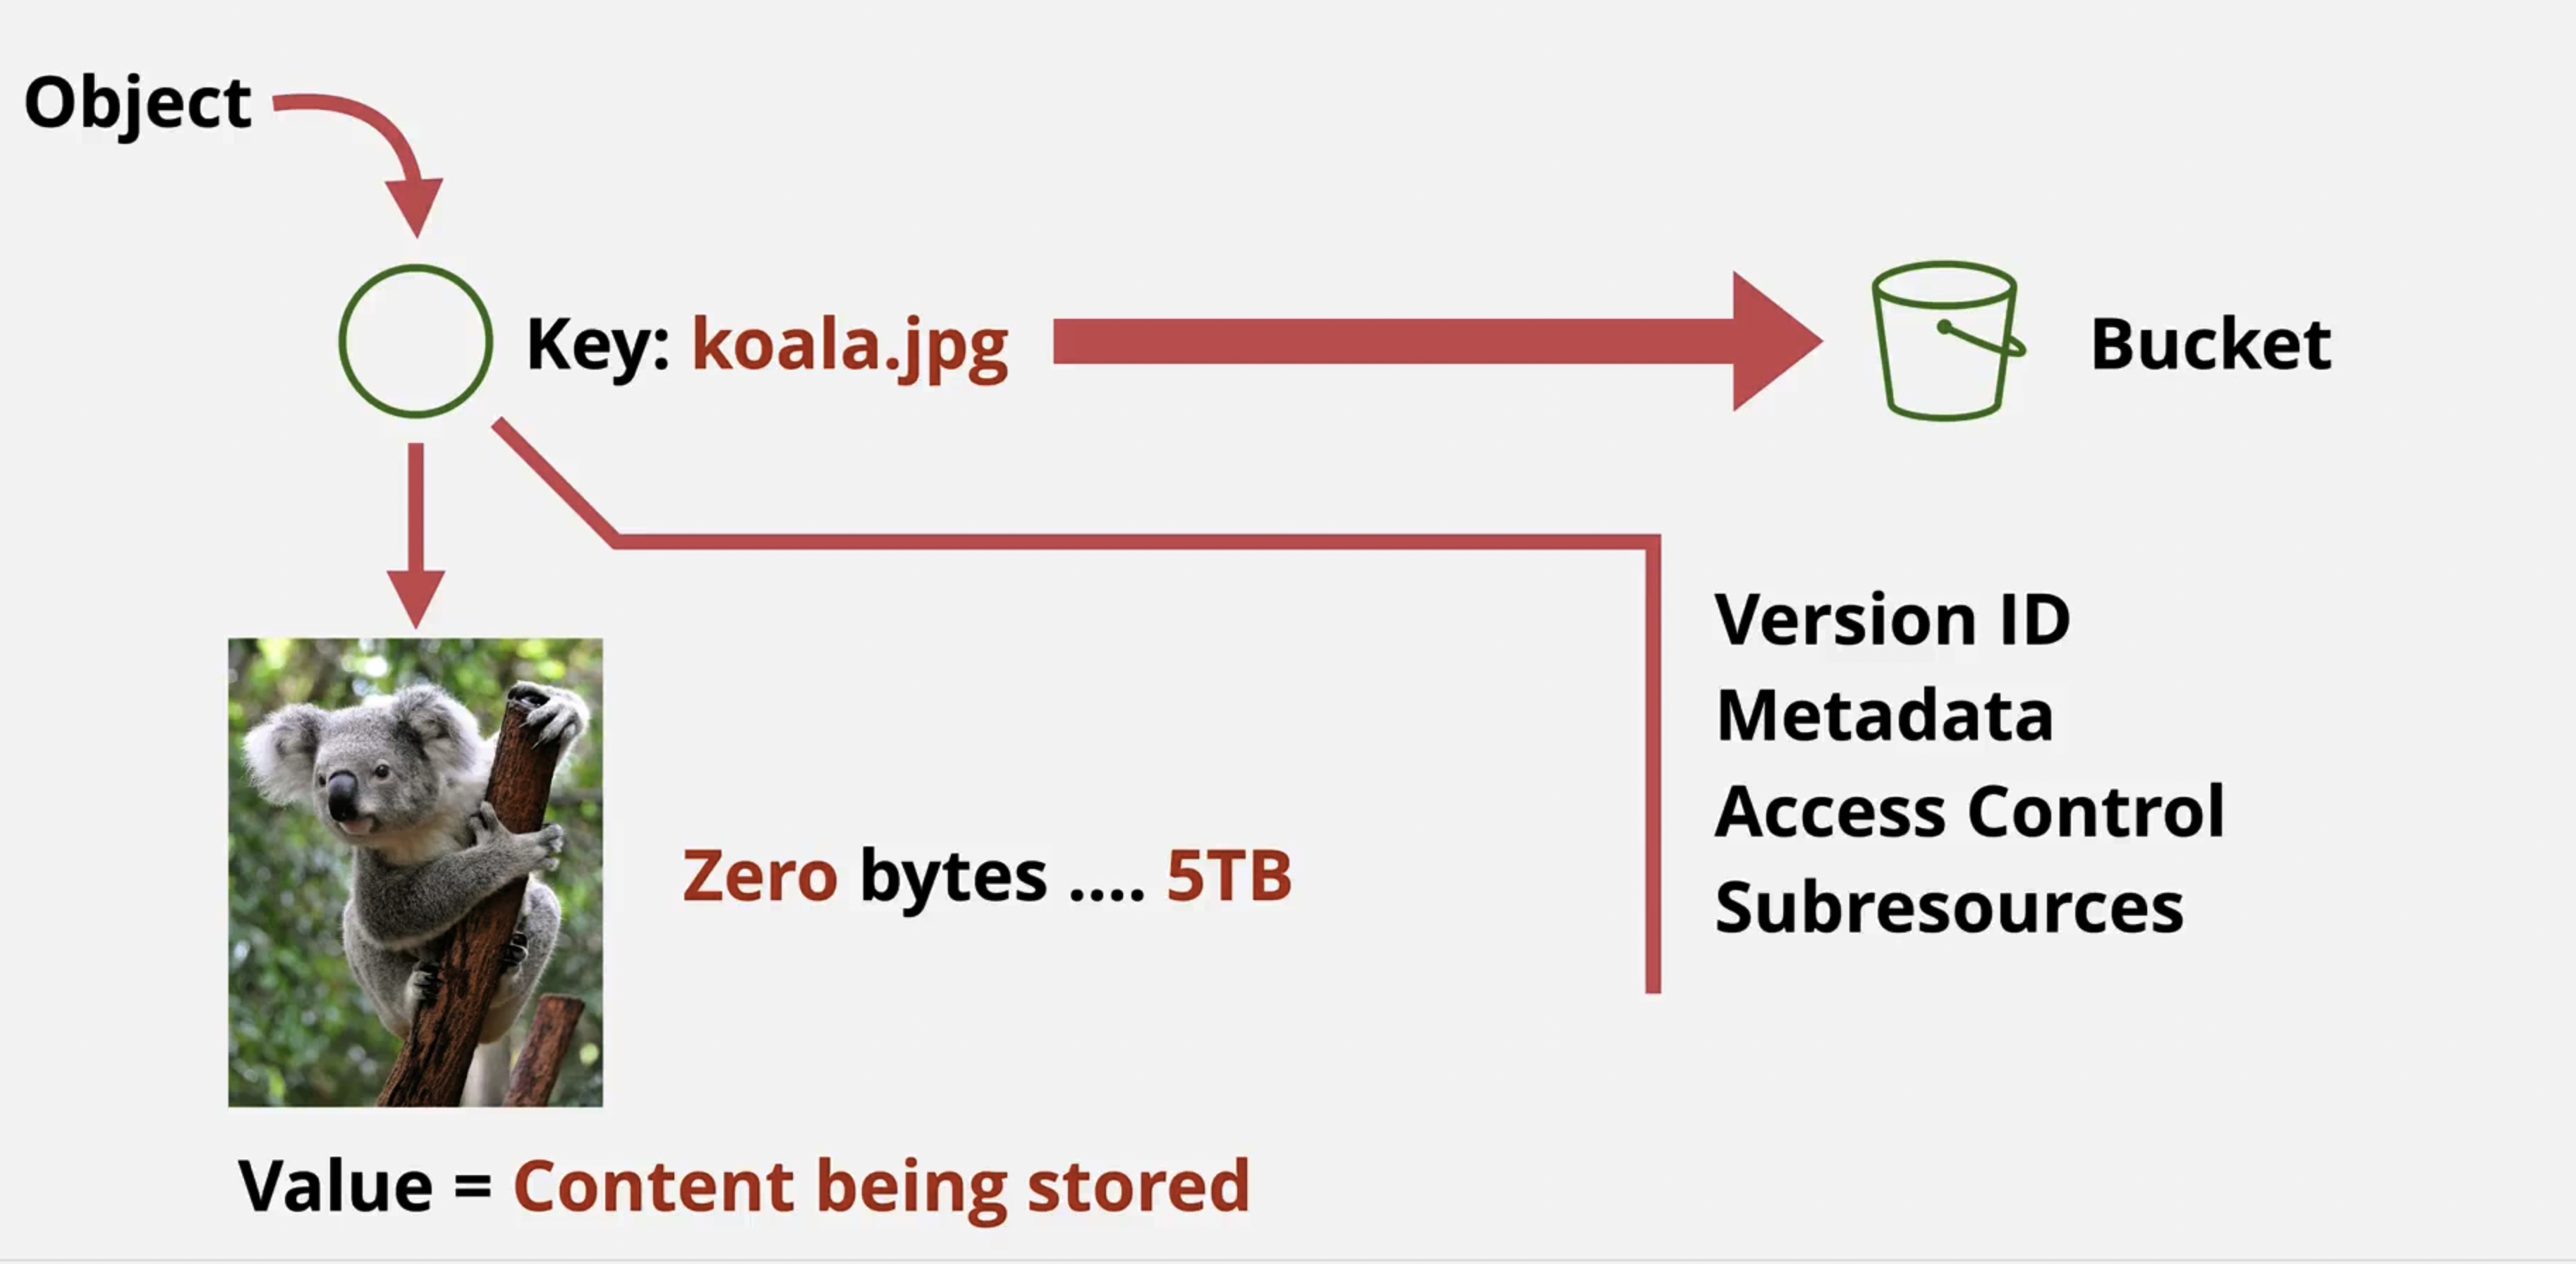 Object
Key: koala.jpg
Bucket
Version ID
Metadata
Access Control
Subresources
Zero bytes .... 5TB
Value = Content being stored